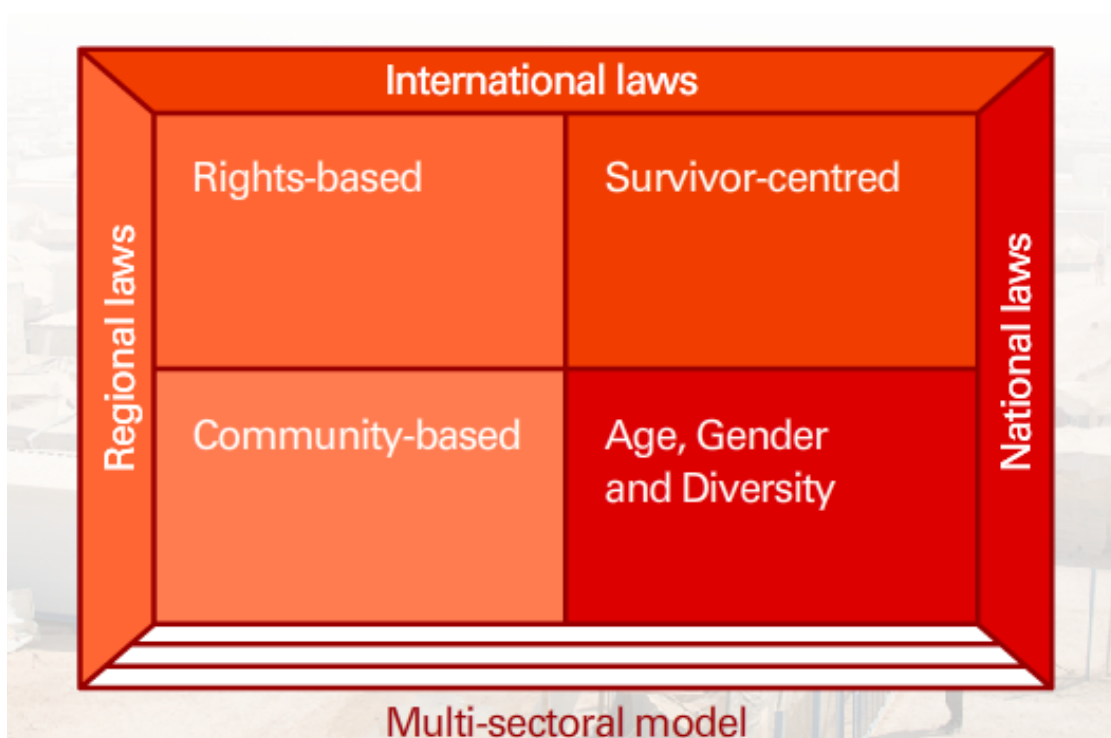 International laws
Regional laws
Rights-based
Survivor-centred
National laws
Community-based
Age, Gender
and Diversity
Multi-sectoral model